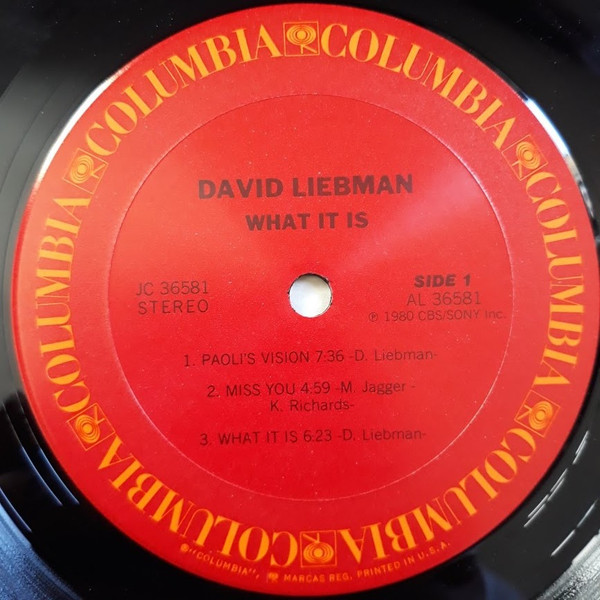 COLUMBIA COLUMBIA COLUMBIA COLUMBIA COLUMBIA COLUMBIA COLUMBIA COLUMBIA
DAVID LIEBMAN
WHAT IT IS
JC 36581
STEREO
SIDE 1
AL 36581
℗ 1980 CBS/SONY Inc.
1. PAOLI'S VISION 7:36 -D. Liebman-
2. MISS YOU 4:59 -M. Jagger -
K. Richards-
3. WHAT IT IS 6:23 -D. Liebman-
®"COLUMBIA", MARCAS REG. PRINTED IN U.S.A.